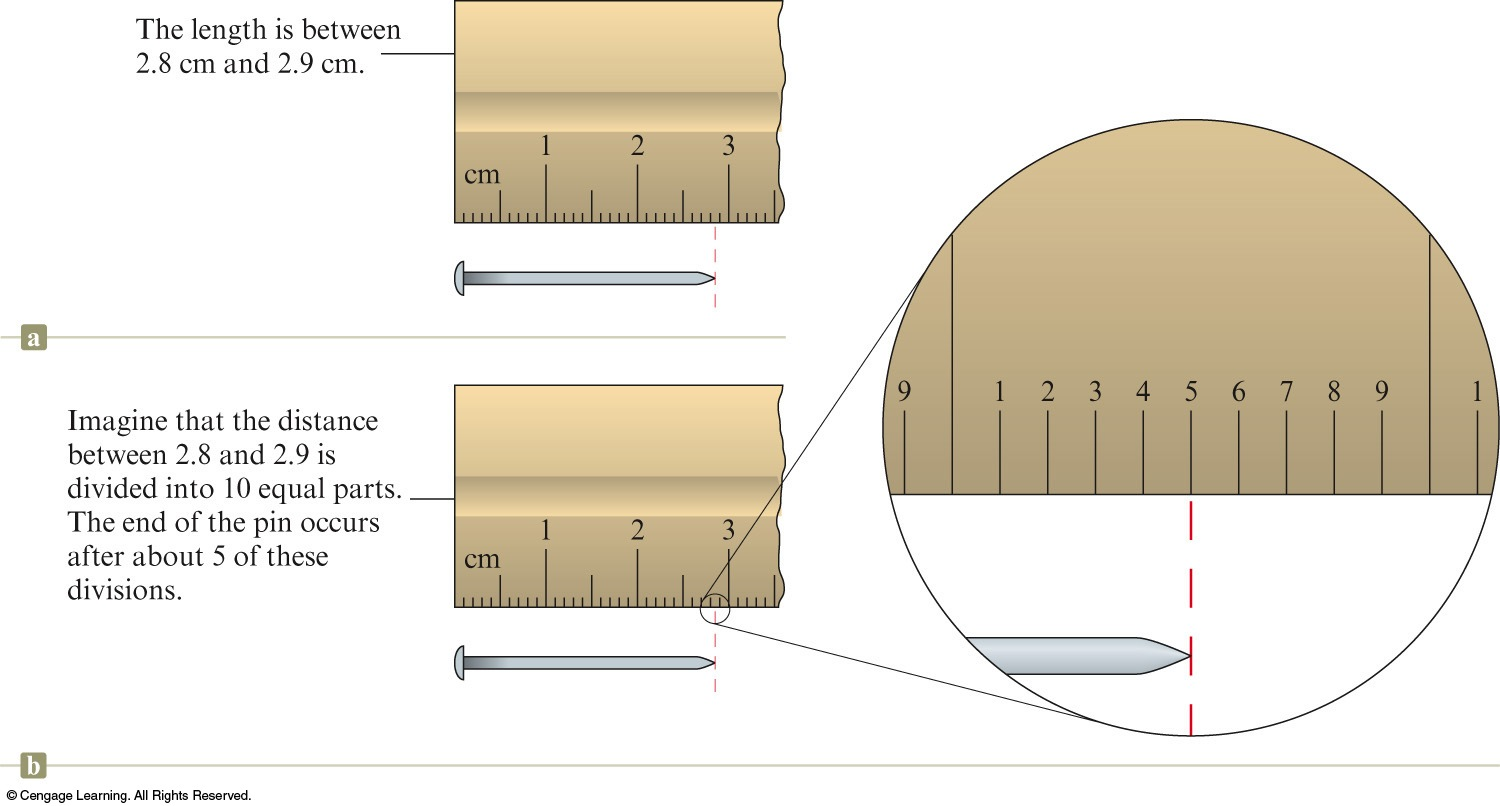 The length is between
2.8 cm and 2.9 cm.
1 2 3
cm
a
Imagine that the distance
between 2.8 and 2.9 is
divided into 10 equal parts.
The end of the pin occurs
after about 5 of these
divisions.
1 2 3
cm
9 1 2 3 4 5 6 7 8 9 1
b
© Cengage Learning. All Rights Reserved.